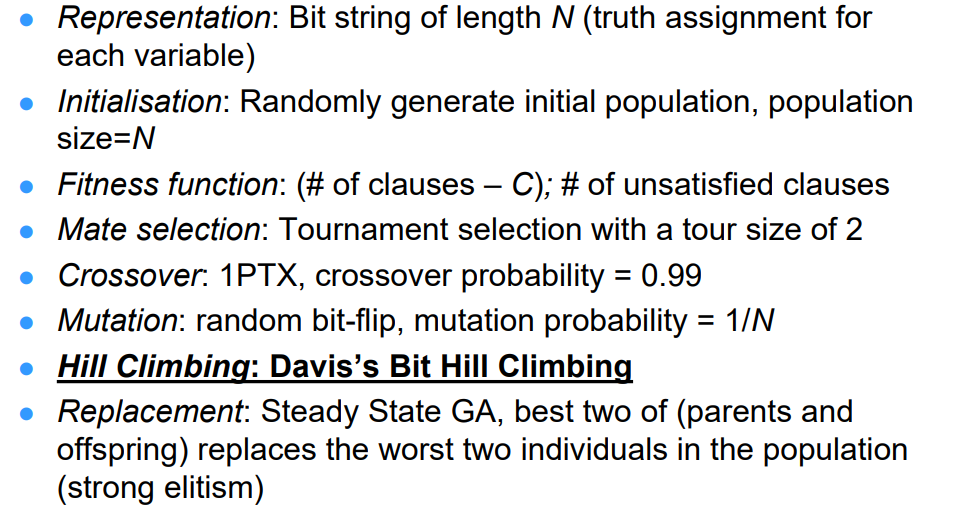 ● Representation: Bit string of length N (truth assignment for
each variable)
● Initialisation: Randomly generate initial population, population
size=N
● Fitness function: (# of clauses – C); # of unsatisfied clauses
● Mate selection: Tournament selection with a tour size of 2
● Crossover: 1PTX, crossover probability = 0.99
● Mutation: random bit-flip, mutation probability = 1/N
● Hill Climbing: Davis’s Bit Hill Climbing
● Replacement: Steady State GA, best two of (parents and
offspring) replaces the worst two individuals in the population
(strong elitism)